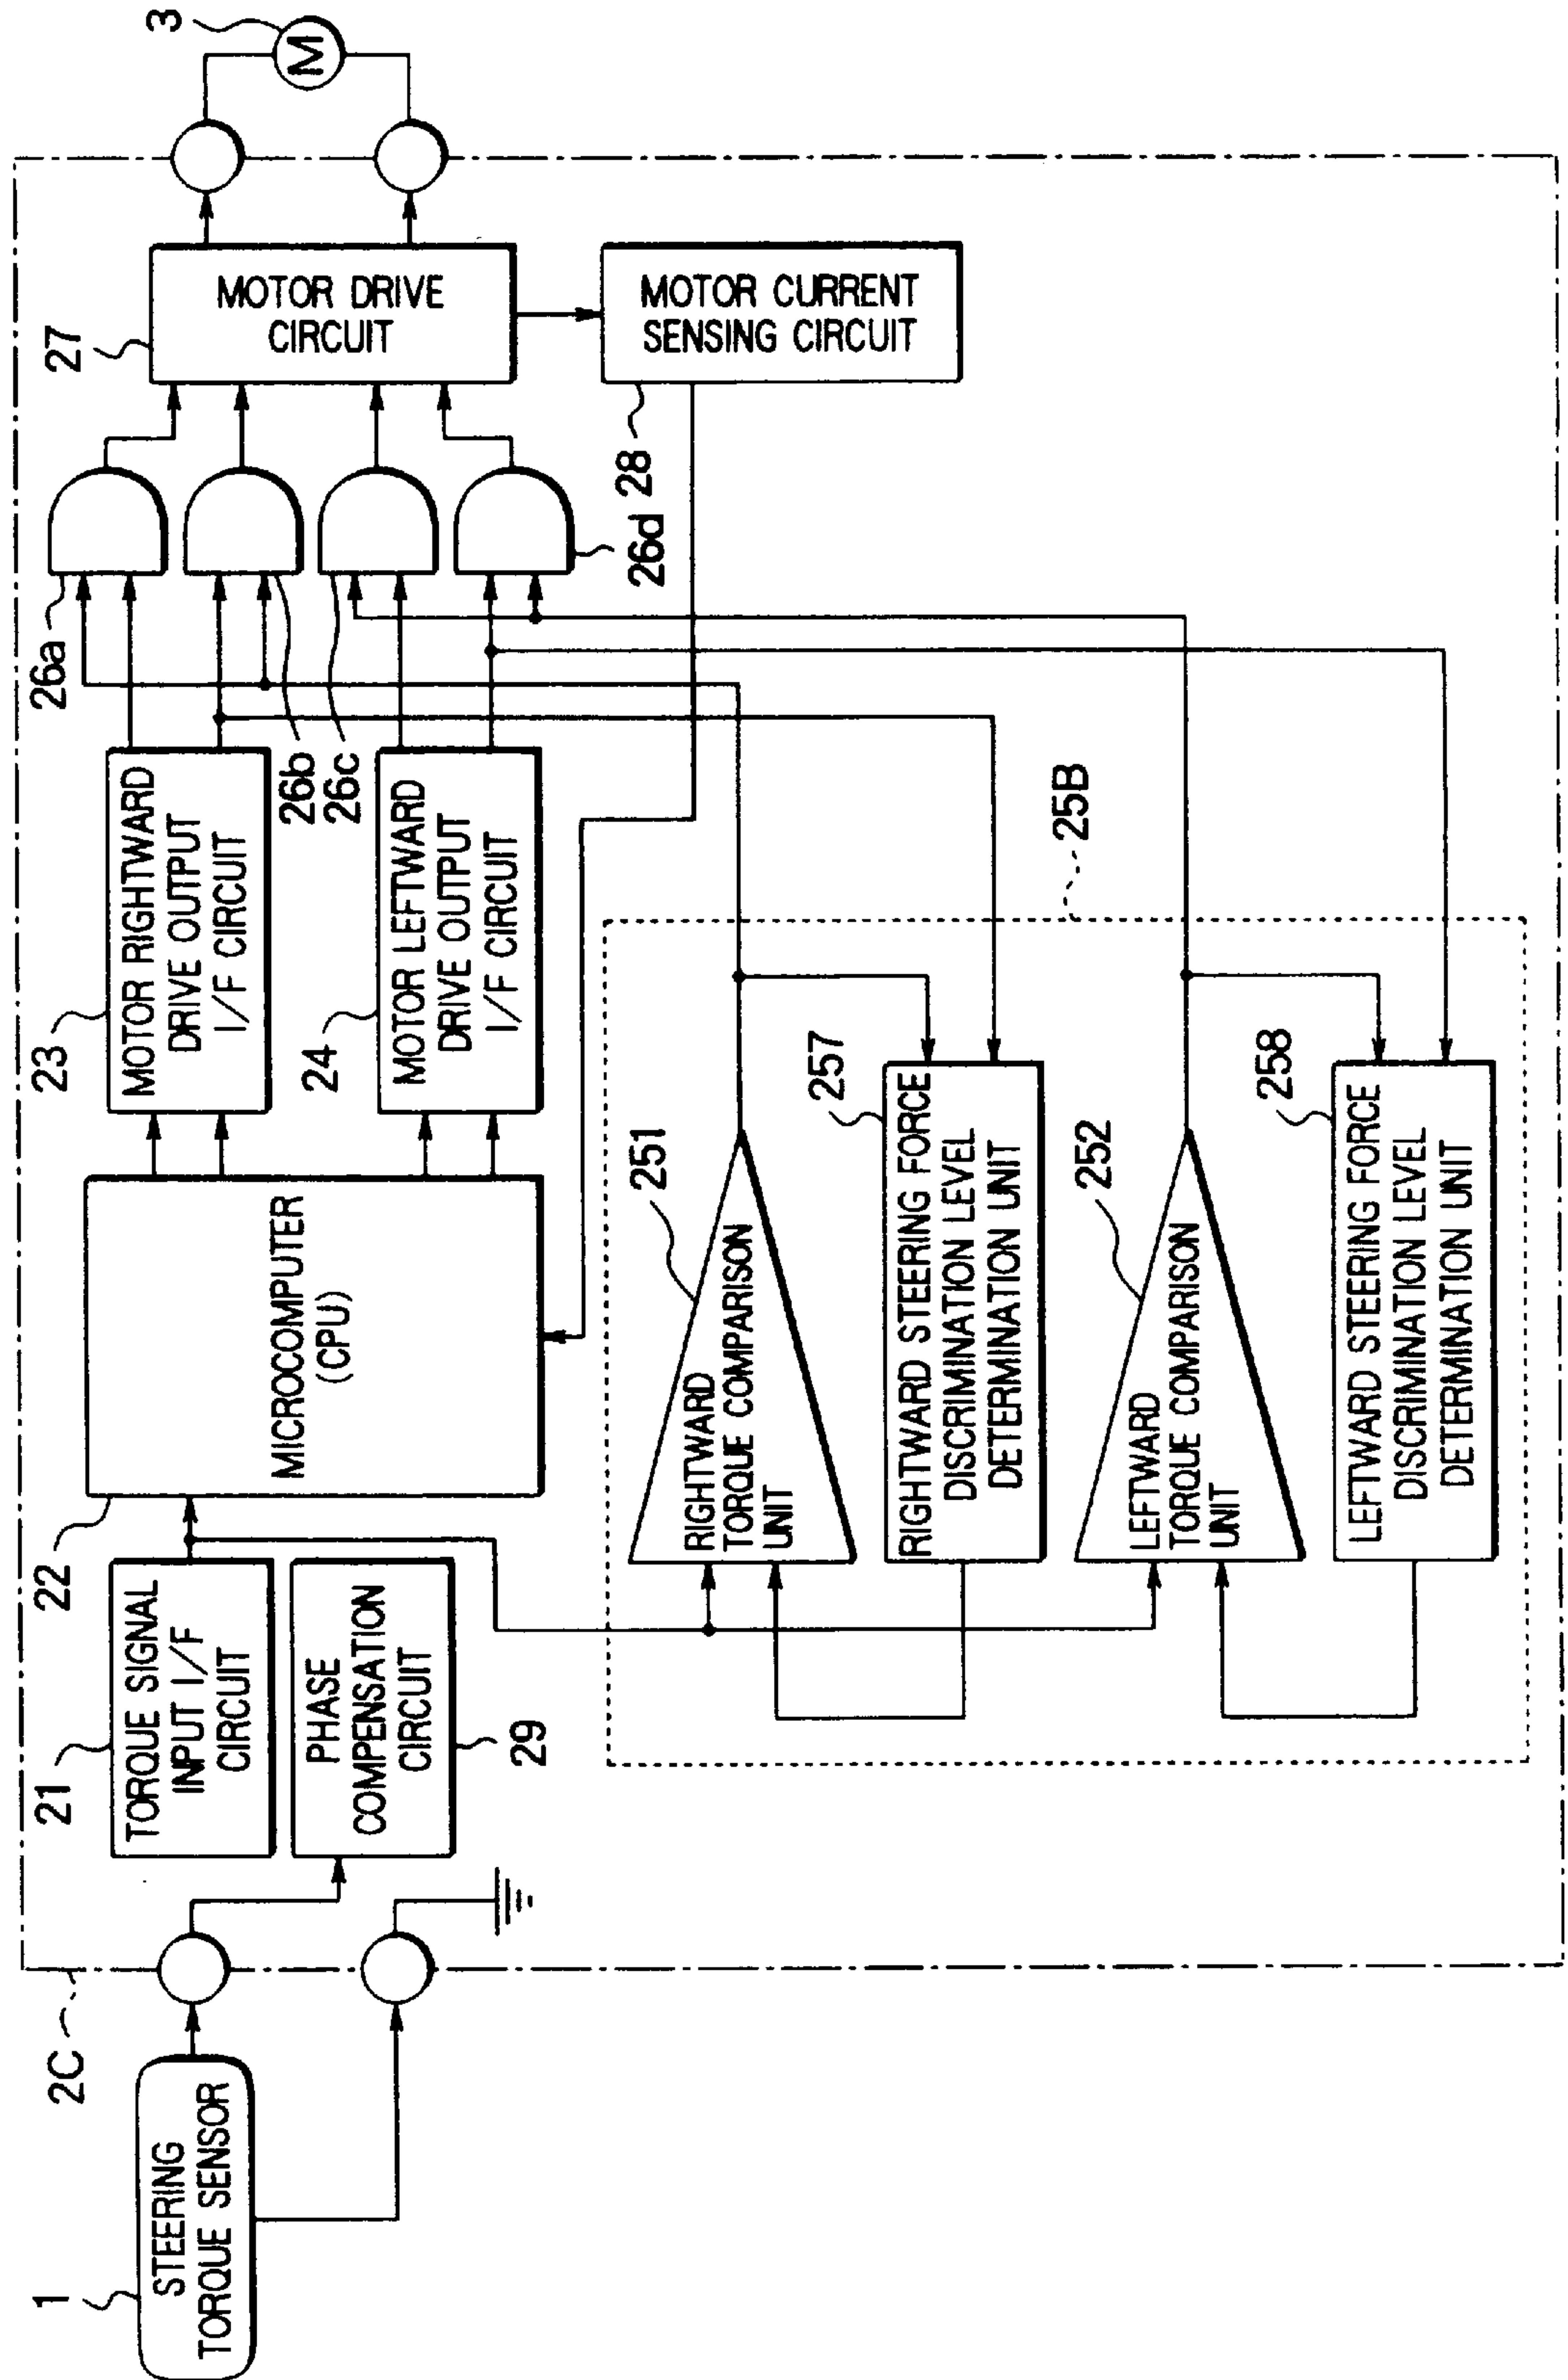 1
STEERING
TORQUE SENSOR
2C
21
TORQUE SIGNAL
INPUT I/F
CIRCUIT
PHASE
COMPENSATION
CIRCUIT
29
22
MICROCOMPUTER
(CPU)
23
MOTOR RIGHTWARD
DRIVE OUTPUT
I/F CIRCUIT
24
MOTOR LEFTWARD
DRIVE OUTPUT
I/F CIRCUIT
26a
26b
26c
26d
27
MOTOR DRIVE
CIRCUIT
28
MOTOR CURRENT
SENSING CIRCUIT
3
M
25B
251
RIGHTWARD
TORQUE COMPARISON
UNIT
257
RIGHTWARD STEERING FORCE
DISCRIMINATION LEVEL
DETERMINATION UNIT
252
LEFTWARD
TORQUE COMPARISON
UNIT
258
LEFTWARD STEERING FORCE
DISCRIMINATION LEVEL
DETERMINATION UNIT